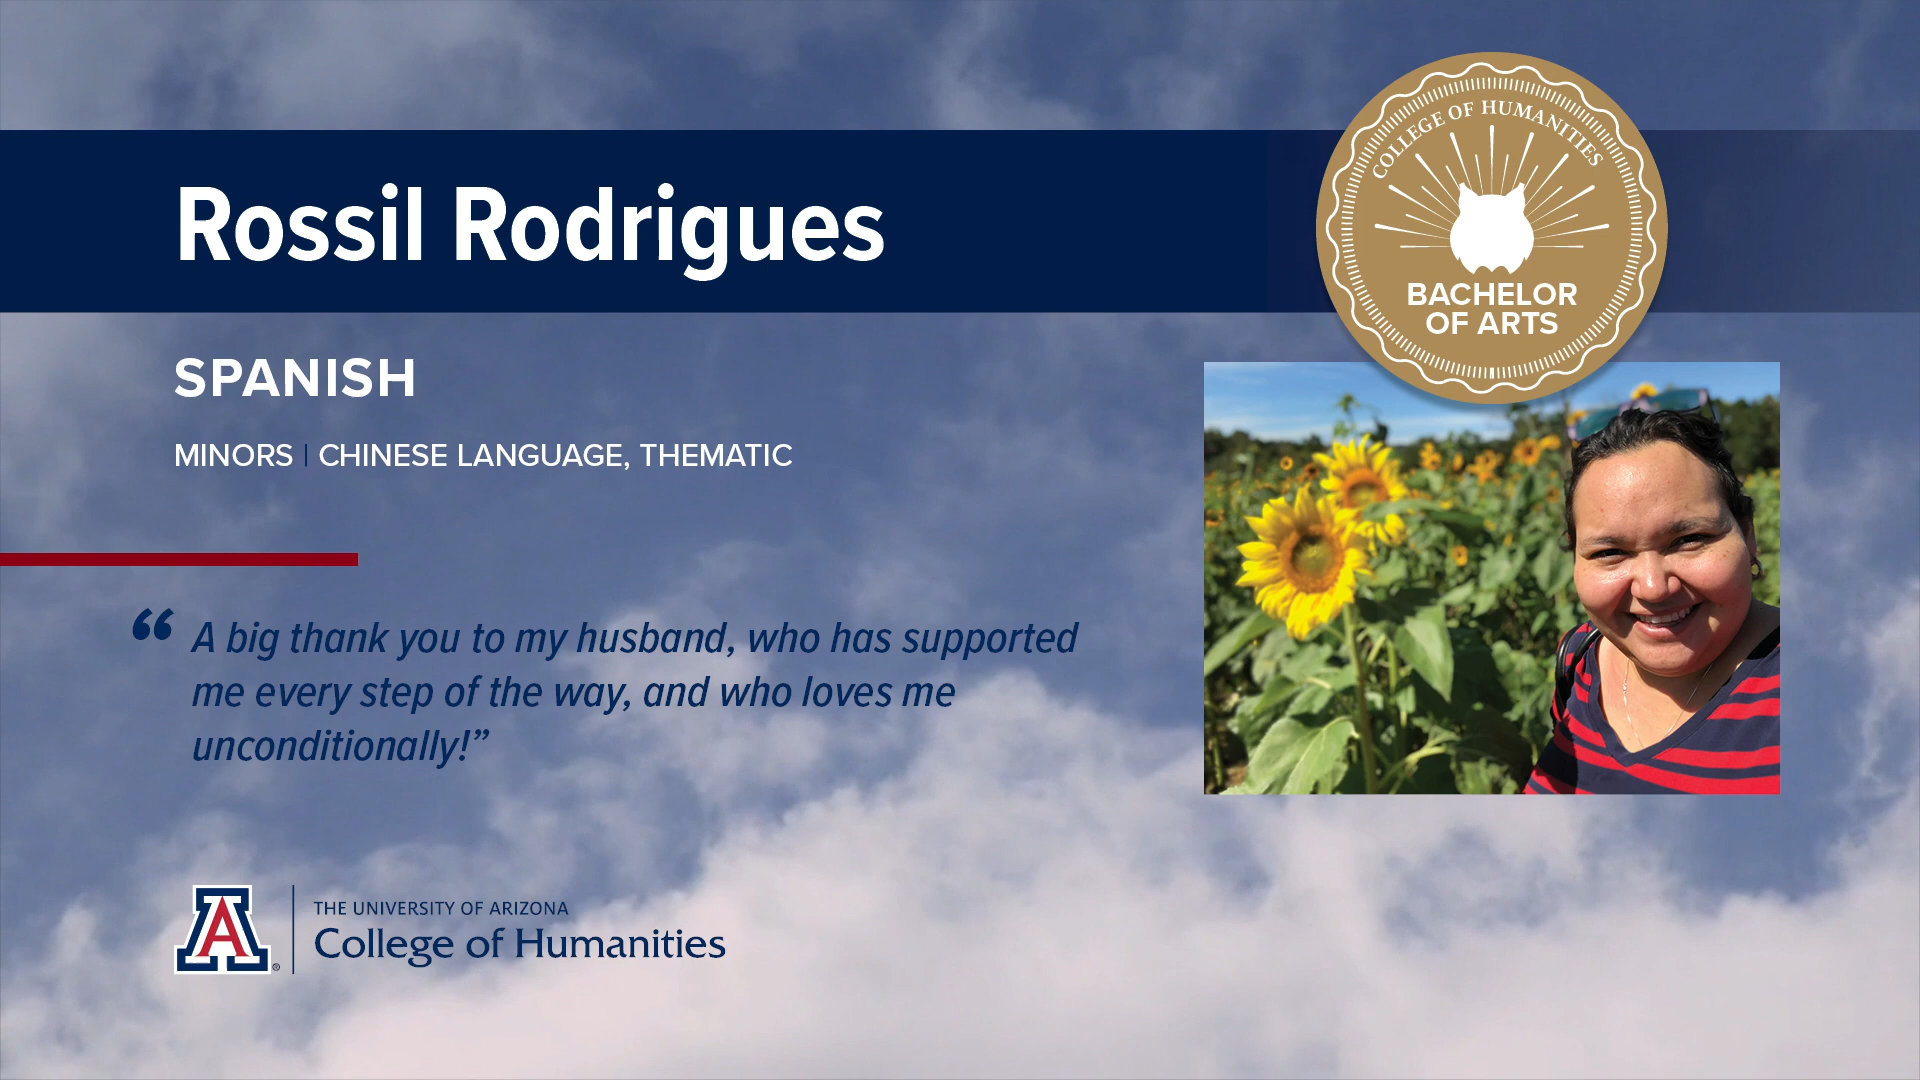 COLLEGE OF HUMANITIES
BACHELOR
OF ARTS
Rossil Rodrigues
SPANISH
MINORS | CHINESE LANGUAGE, THEMATIC
“ A big thank you to my husband, who has supported
me every step of the way, and who loves me
unconditionally!”
A ®
THE UNIVERSITY OF ARIZONA
College of Humanities